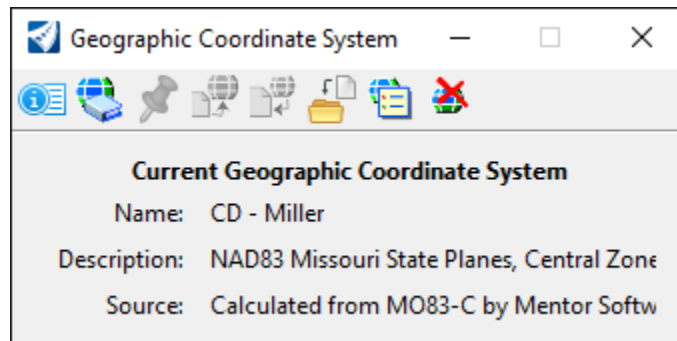 Geographic Coordinate System
Current Geographic Coordinate System
Name: CD - Miller
Description: NAD83 Missouri State Planes, Central Zone
Source: Calculated from MO83-C by Mentor Softw